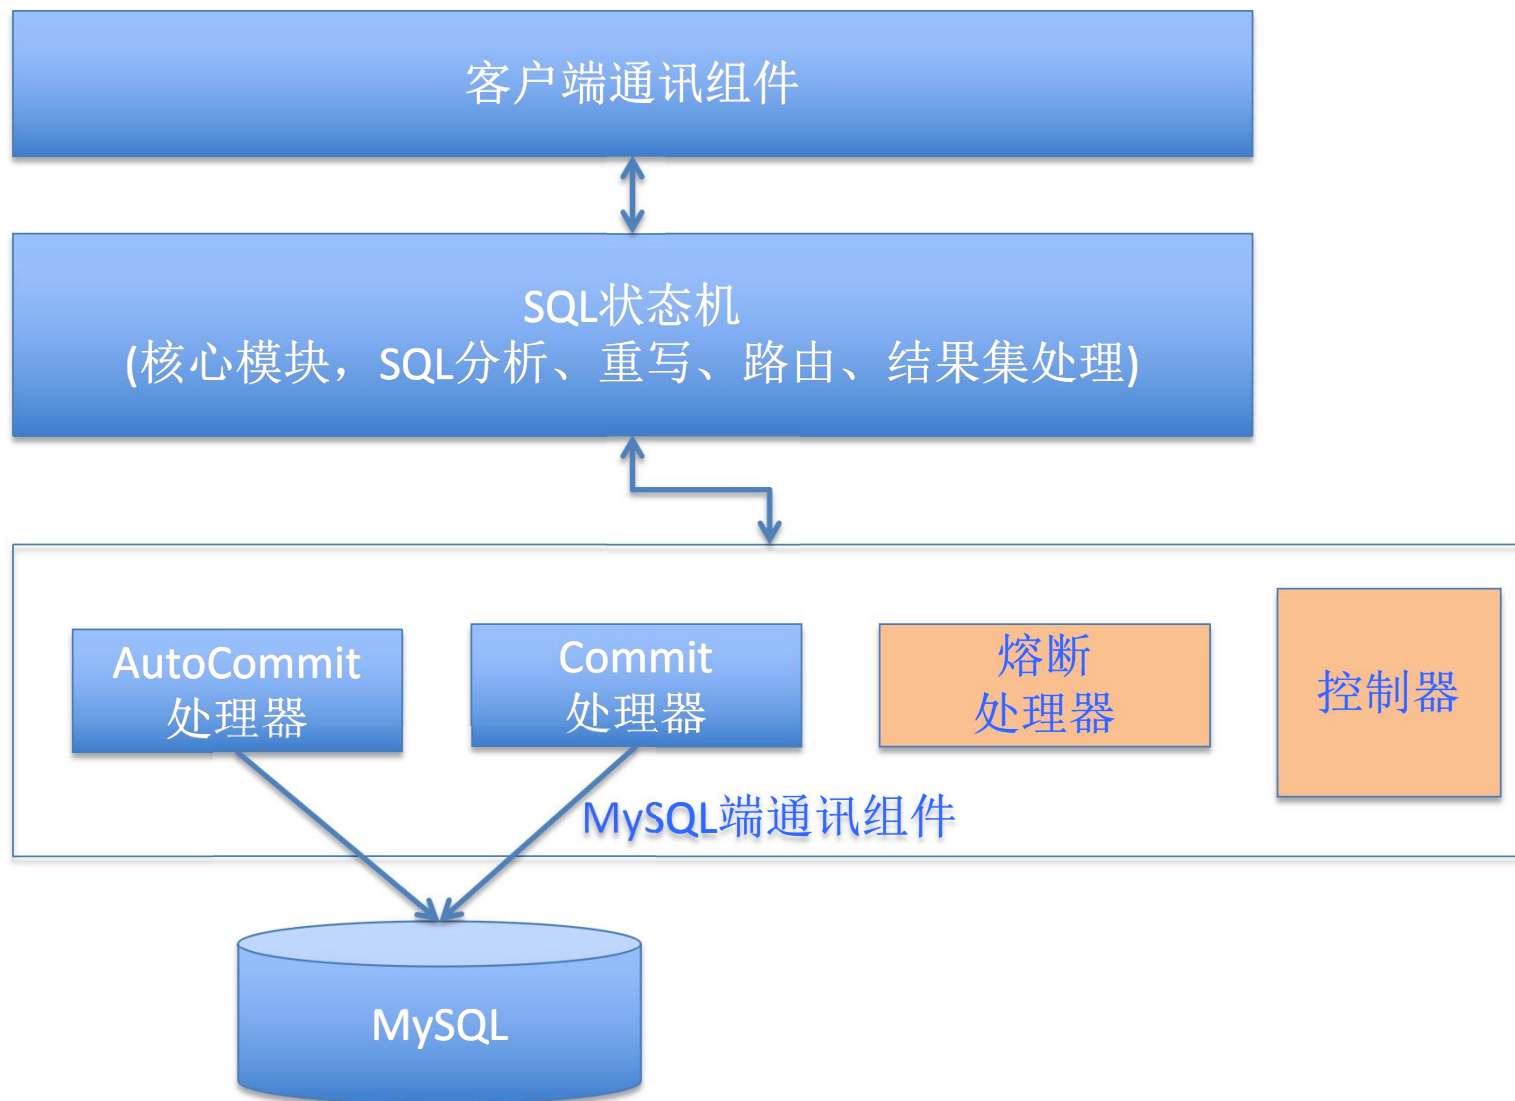 客户端通讯组件
SQL状态机
(核心模块，SQL分析、重写、路由、结果集处理)
AutoCommit
处理器
Commit
处理器
熔断
处理器
控制器
MySQL端通讯组件
MySQL